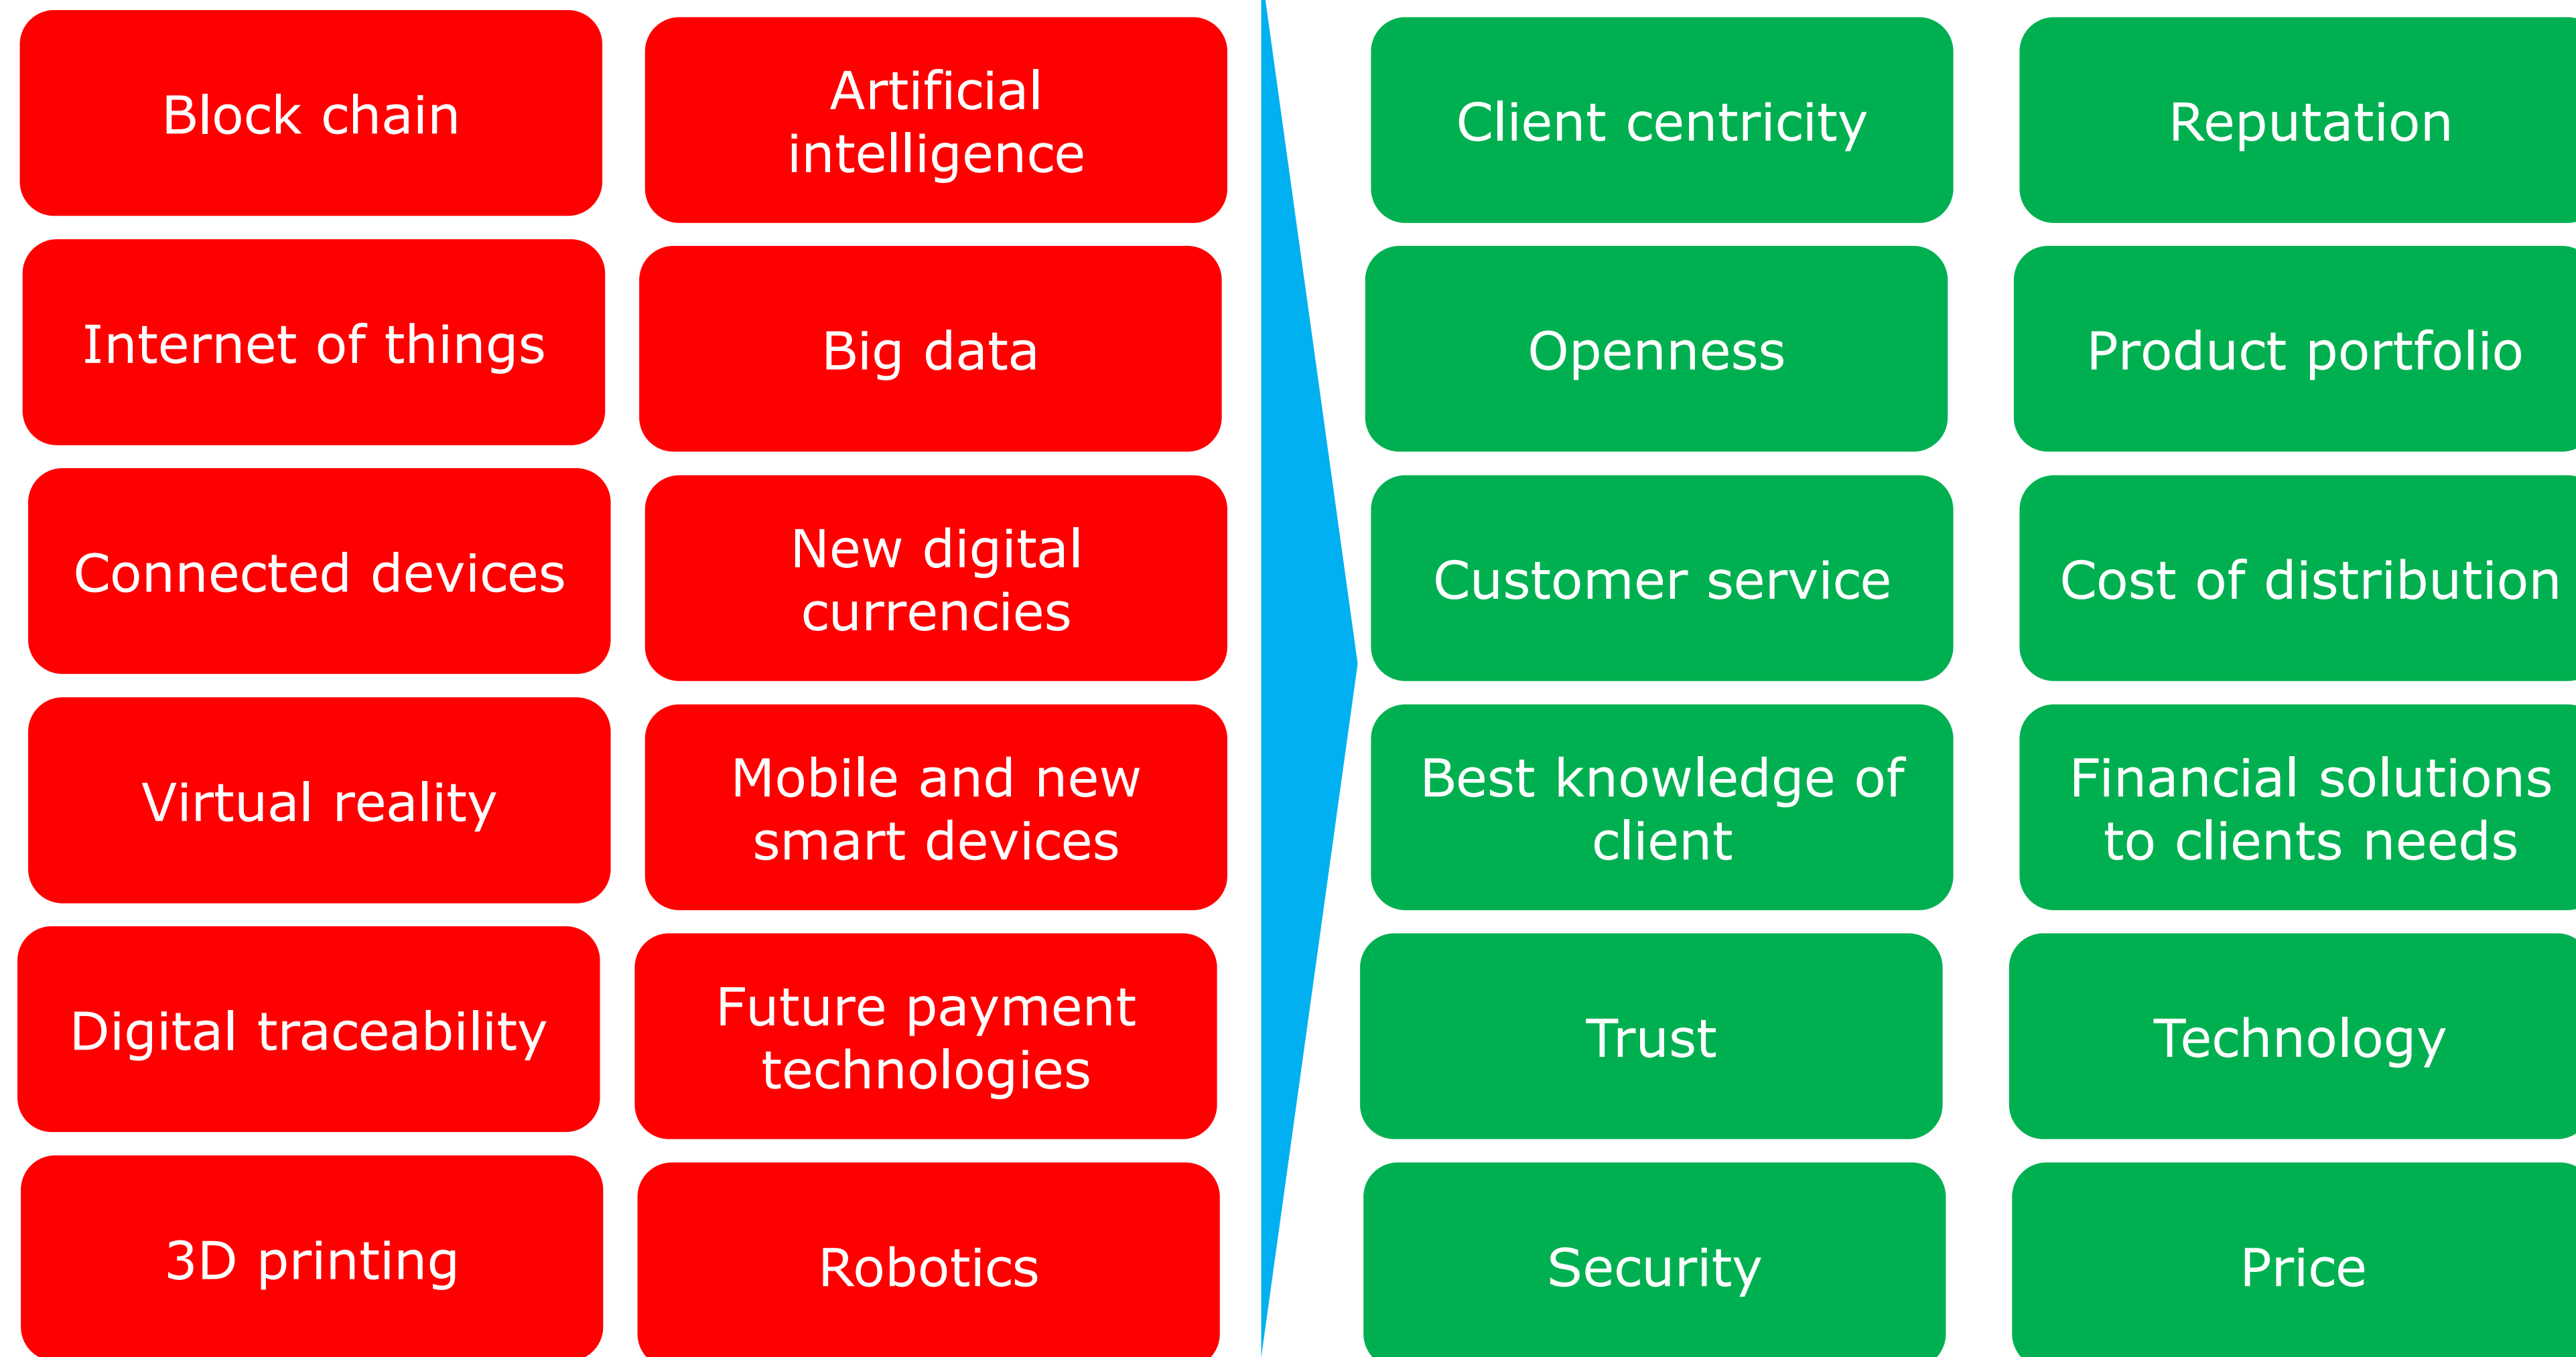 Block chain
Artificial
intelligence
Client centricity
Reputation
Internet of things
Big data
Openness
Product portfolio
Connected devices
New digital
currencies
Customer service
Cost of distribution
Virtual reality
Mobile and new
smart devices
Best knowledge of
client
Financial solutions
to clients needs
Digital traceability
Future payment
technologies
Trust
Technology
3D printing
Robotics
Security
Price